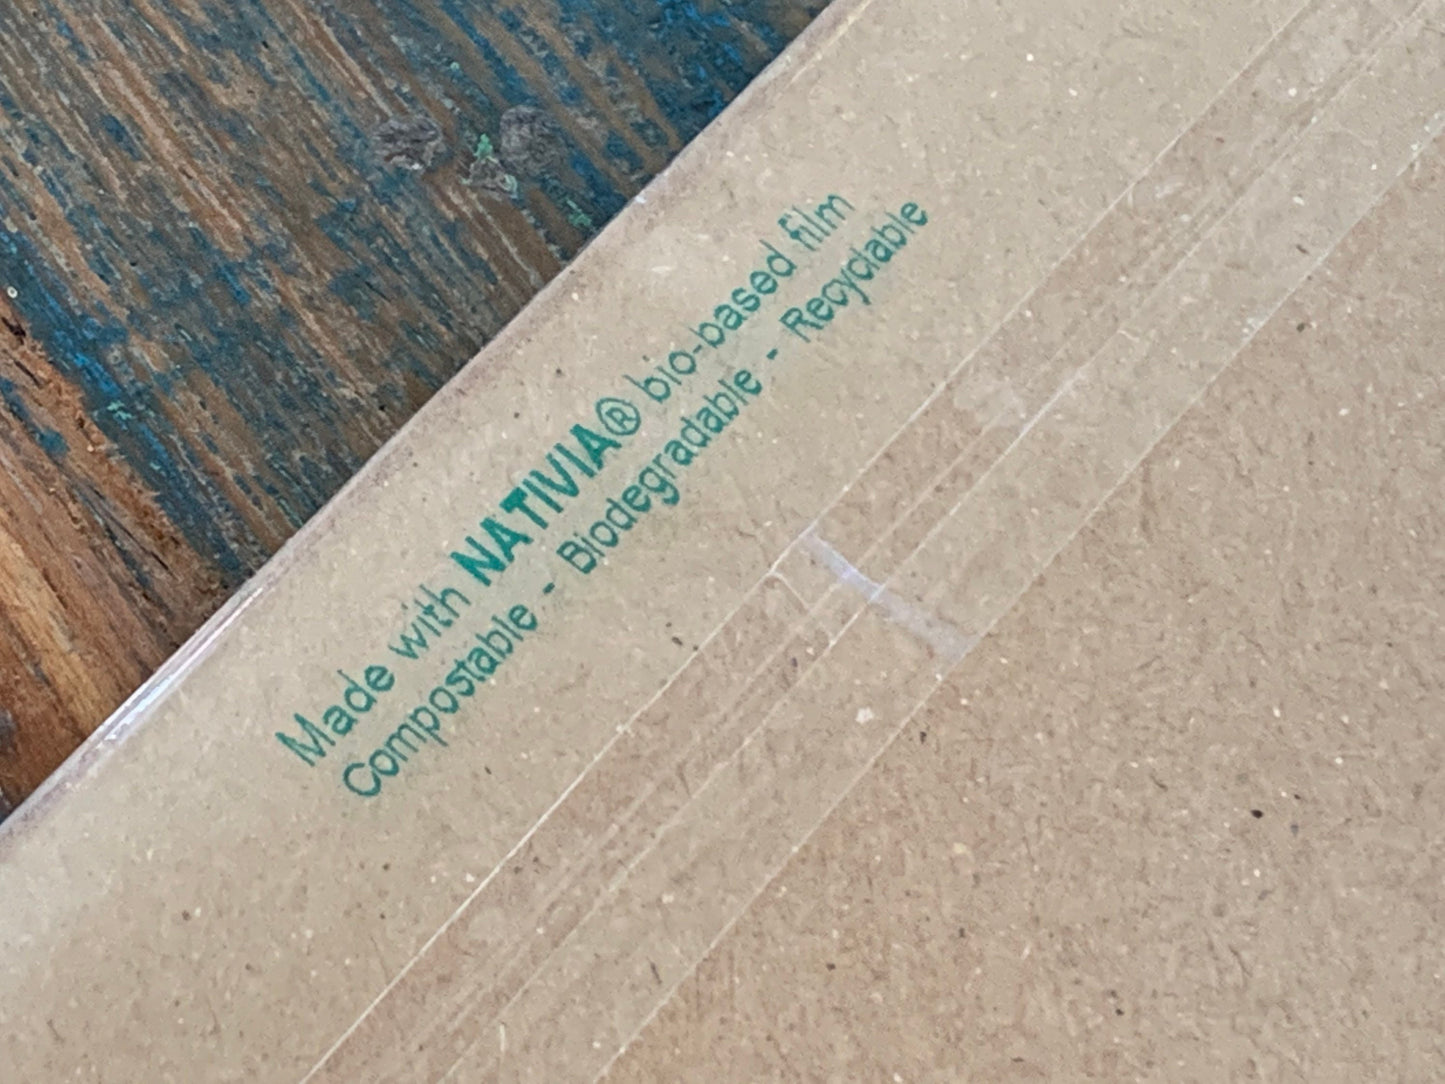 Made with NATIVIA® bio-based film
Compostable - Biodegradable - Recyclable